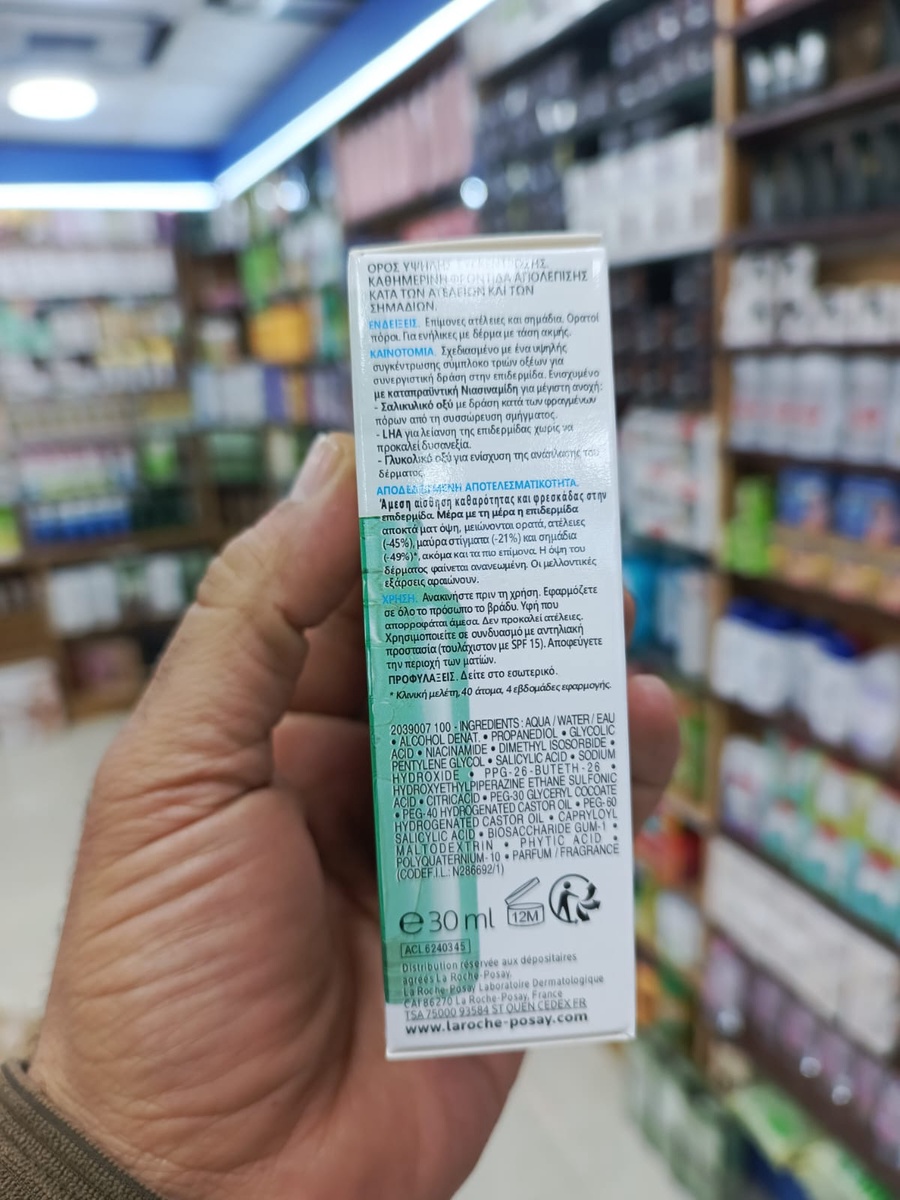 ΟΡΟΣ ΥΨΗΛΗΣ
ΚΑΘΗΜΕΡΙΝΗ ΦΡΟΝΤΙΔΑ ΑΠΟΛΕΠΙΣΗΣ
ΚΑΤΑ ΤΩΝ ΑΤΕΛΕΙΩΝ ΚΑΙ ΤΩΝ
ΣΗΜΑΔΙΩΝ.
ΕΝΔΕΙΞΕΙΣ. Επίμονες ατέλειες και σημάδια. Ορατοί
πόροι. Για ενήλικες με δέρμα με τάση ακμής.
ΚΑΙΝΟΤΟΜΙΑ. Σχεδιασμένο με ένα υψηλής
συγκέντρωσης σύμπλοκο τριών οξέων για
συνεργιστική δράση στην επιδερμίδα. Ενισχυμένο
με καταπραϋντική Νιασιναμίδη για μέγιστη ανοχή:
- Σαλικυλικό οξύ με δράση κατά των φραγμένων
πόρων από τη συσσώρευση σμήγματος.
- LHA για λείανση της επιδερμίδας χωρίς να
προκαλεί δυσανεξία.
- Γλυκολικό οξύ για ενίσχυση της ανάπλασης του
δέρματος.
ΑΠΟΔΕΔΕΙΓΜΕΝΗ ΑΠΟΤΕΛΕΣΜΑΤΙΚΟΤΗΤΑ.
Άμεση αίσθηση καθαρότητας και φρεσκάδας στην
επιδερμίδα. Μέρα με τη μέρα η επιδερμίδα
αποκτά ματ όψη, μειώνονται ορατά, ατέλειες
(-45%), μαύρα στίγματα (-21%) και σημάδια
(-49%)*, ακόμα και τα πιο επίμονα. Η όψη του
δέρματος φαίνεται ανανεωμένη. Οι μελλοντικές
εξάρσεις αραιώνουν.
ΧΡΗΣΗ. Ανακινήστε πριν τη χρήση. Εφαρμόζετε
σε όλο το πρόσωπο το βράδυ. Υφή που
απορροφάται άμεσα. Δεν προκαλεί ατέλειες.
Χρησιμοποιείτε σε συνδυασμό με αντηλιακή
προστασία (τουλάχιστον με SPF 15). Αποφεύγετε
την περιοχή των ματιών.
ΠΡΟΦΥΛΑΞΕΙΣ. Δείτε στο εσωτερικό.
* Κλινική μελέτη, 40 άτομα, 4 εβδομάδες εφαρμογής.
2039007 100 - INGREDIENTS : AQUA / WATER / EAU
• ALCOHOL DENAT. • PROPANEDIOL • GLYCOLIC
ACID • NIACINAMIDE • DIMETHYL ISOSORBIDE •
PENTYLENE GLYCOL • SALICYLIC ACID • SODIUM
HYDROXIDE • PPG-26-BUTETH-26 •
HYDROXYETHYLPIPERAZINE ETHANE SULFONIC
ACID • CITRIC ACID • PEG-30 GLYCERYL COCOATE
• PEG-40 HYDROGENATED CASTOR OIL • PEG-60
HYDROGENATED CASTOR OIL • CAPRYLOYL
SALICYLIC ACID • BIOSACCHARIDE GUM-1 •
MALTODEXTRIN • PHYTIC ACID •
POLYQUATERNIUM-10 • PARFUM / FRAGRANCE
(CODE F.I.L.: N286692/1)
℮ 30 ml 12M
ACL 6240345
Distribution réservée aux dépositaires
agréés La Roche-Posay.
La Roche-Posay Laboratoire Dermatologique
CAI 86270 La Roche-Posay, France
TSA 75000 93584 ST OUEN CEDEX FR
www.laroche-posay.com